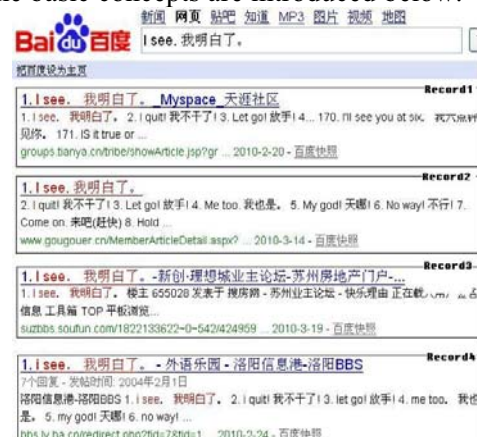 e basic concepts are introduced below.
新闻 网页 贴吧 知道 MP3 图片 视频 地图
Bai du 百度 I see. 我明白了。
把百度设为主页
Record1
1. I see. 我明白了。_Myspace_天涯社区
1. I see. 我明白了。 2. I quit! 我不干了! 3. Let go! 放手! 4... 170. I'll see you at six. 我六点钟
见你。 171. IS it true or ...
groups.tianya.cn/tribe/showArticle.jsp?gr ... 2010-2-20 - 百度快照
Record2
1. I see. 我明白了。
2. I quit! 我不干了! 3. Let go! 放手! 4. Me too. 我也是。 5. My god! 天哪! 6. No way! 不行! 7.
Come on. 来吧(赶快) 8. Hold ...
www.gougouer.cn/MemberArticleDetail.aspx? ... 2010-3-14 - 百度快照
Record3
1. I see. 我明白了。-新创·理想城业主论坛-苏州房地产门户-...
1. I see. 我明白了。 楼主 655028 发表于 搜房网 - 苏州业主论坛 - 快乐理由 正在载
信息 工具箱 TOP 平板浏览...
suzbbs.soufun.com/1822133622~0~542/424959 ... 2010-3-19 - 百度快照
Record4
1. I see. 我明白了。 - 外语乐园 - 洛阳信息港-洛阳BBS
7个回复 - 发帖时间: 2004年2月1日
洛阳信息港-洛阳BBS 1. i see. 我明白了。 2. i quit! 我不干了! 3. let go! 放手! 4. me too. 我也
是。 5. my god! 天哪! 6. no way! ...
bbs.ly.ha.cn/redirect.php?tid=7&tid=1 ... 2010-2-24 - 百度快照